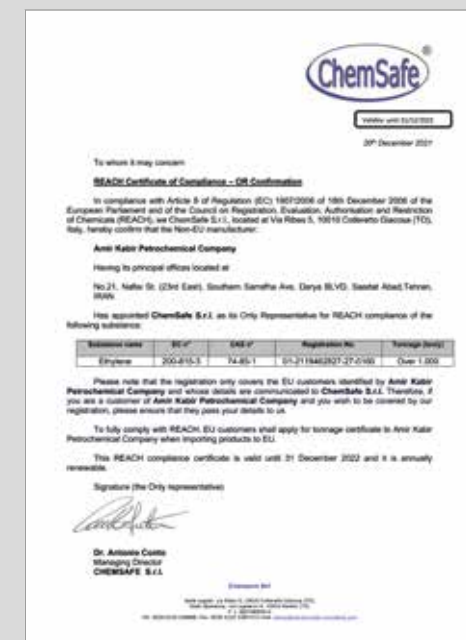 ChemSafe®
Validity until 31/12/2022
20th December 2021
To whom it may concern
REACH Certificate of Compliance – OR Confirmation
In compliance with Article 8 of Regulation (EC) 1907/2006 of 18th December 2006 of the
European Parliament and of the Council on Registration, Evaluation, Authorisation and Restriction
of Chemicals (REACH), we ChemSafe S.r.l., located at Via Ribes 5, 10010 Colleretto Giacosa (TO),
Italy, hereby confirm that the Non-EU manufacturer:
Amir Kabir Petrochemical Company
Having its principal offices located at
No.21, Nafisi St. (23rd East), Southern Sarrafha Ave, Darya BLVD, Saadat Abad,Tehran,
IRAN
Has appointed ChemSafe S.r.l. as its Only Representative for REACH compliance of the
following substance:
Substance name EC n° CAS n° Registration No. Tonnage (ton/y)
Ethylene 200-815-3 74-85-1 01-2119462827-27-0160 Over 1.000
Please note that the registration only covers the EU customers identified by Amir Kabir
Petrochemical Company and whose details are communicated to ChemSafe S.r.l. Therefore, if
you are a customer of Amir Kabir Petrochemical Company and you wish to be covered by our
registration, please ensure that they pass your details to us.
To fully comply with REACH, EU customers shall apply for tonnage certificate to Amir Kabir
Petrochemical Company when importing products to EU.
This REACH compliance certificate is valid until 31 December 2022 and it is annually
renewable.
Signature (the Only representative)
Dr. Antonio Conto
Managing Director
CHEMSAFE S.r.l.